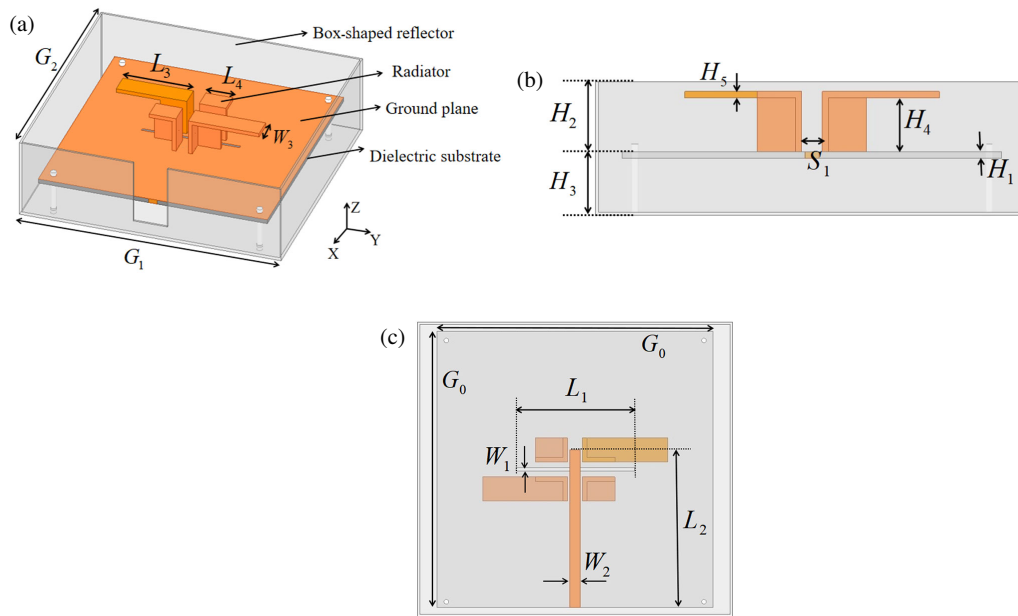 (a)
G₂
L₃
L₄
W₃
Box-shaped reflector
Radiator
Ground plane
Dielectric substrate
Z
Y
X
G₁
(b)
H₅
H₂
H₄
S₁
H₁
H₃
(c)
G₀
G₀
L₁
W₁
L₂
W₂